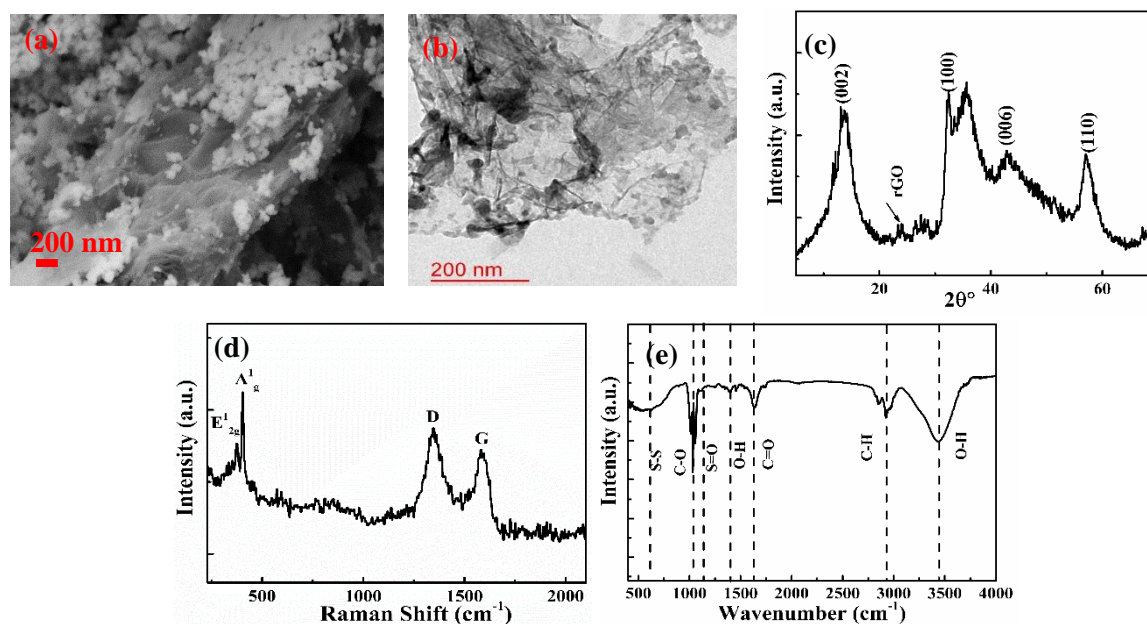 (a)
200 nm
(b)
200 nm
(c)
Intensity (a.u.)
(002)
rGO
(100)
(006)
(110)
20
40
60
2θ°
(d)
Intensity (a.u.)
E¹₂g
A¹g
D
G
500
1000
1500
2000
Raman Shift (cm⁻¹)
(e)
Intensity (a.u.)
S-S
C-O
S=O
O-H
C=O
C-H
O-H
500 1000 1500 2000 2500 3000 3500 4000
Wavenumber (cm⁻¹)